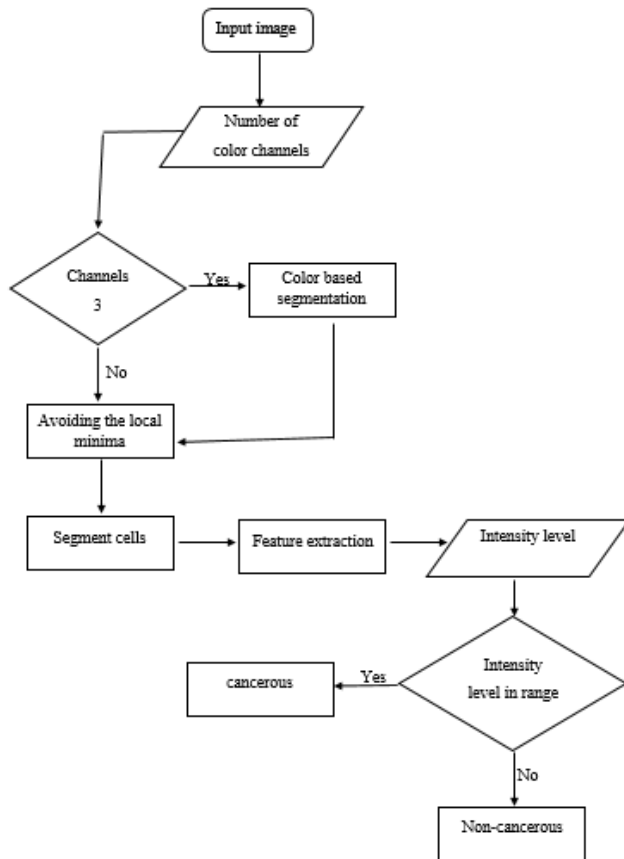 Input image
Number of
color channels
Channels
3
Yes
Color based
segmentation
No
Avoiding the local
minima
Segment cells
Feature extraction
Intensity level
Intensity
level in range
Yes
cancerous
No
Non-cancerous